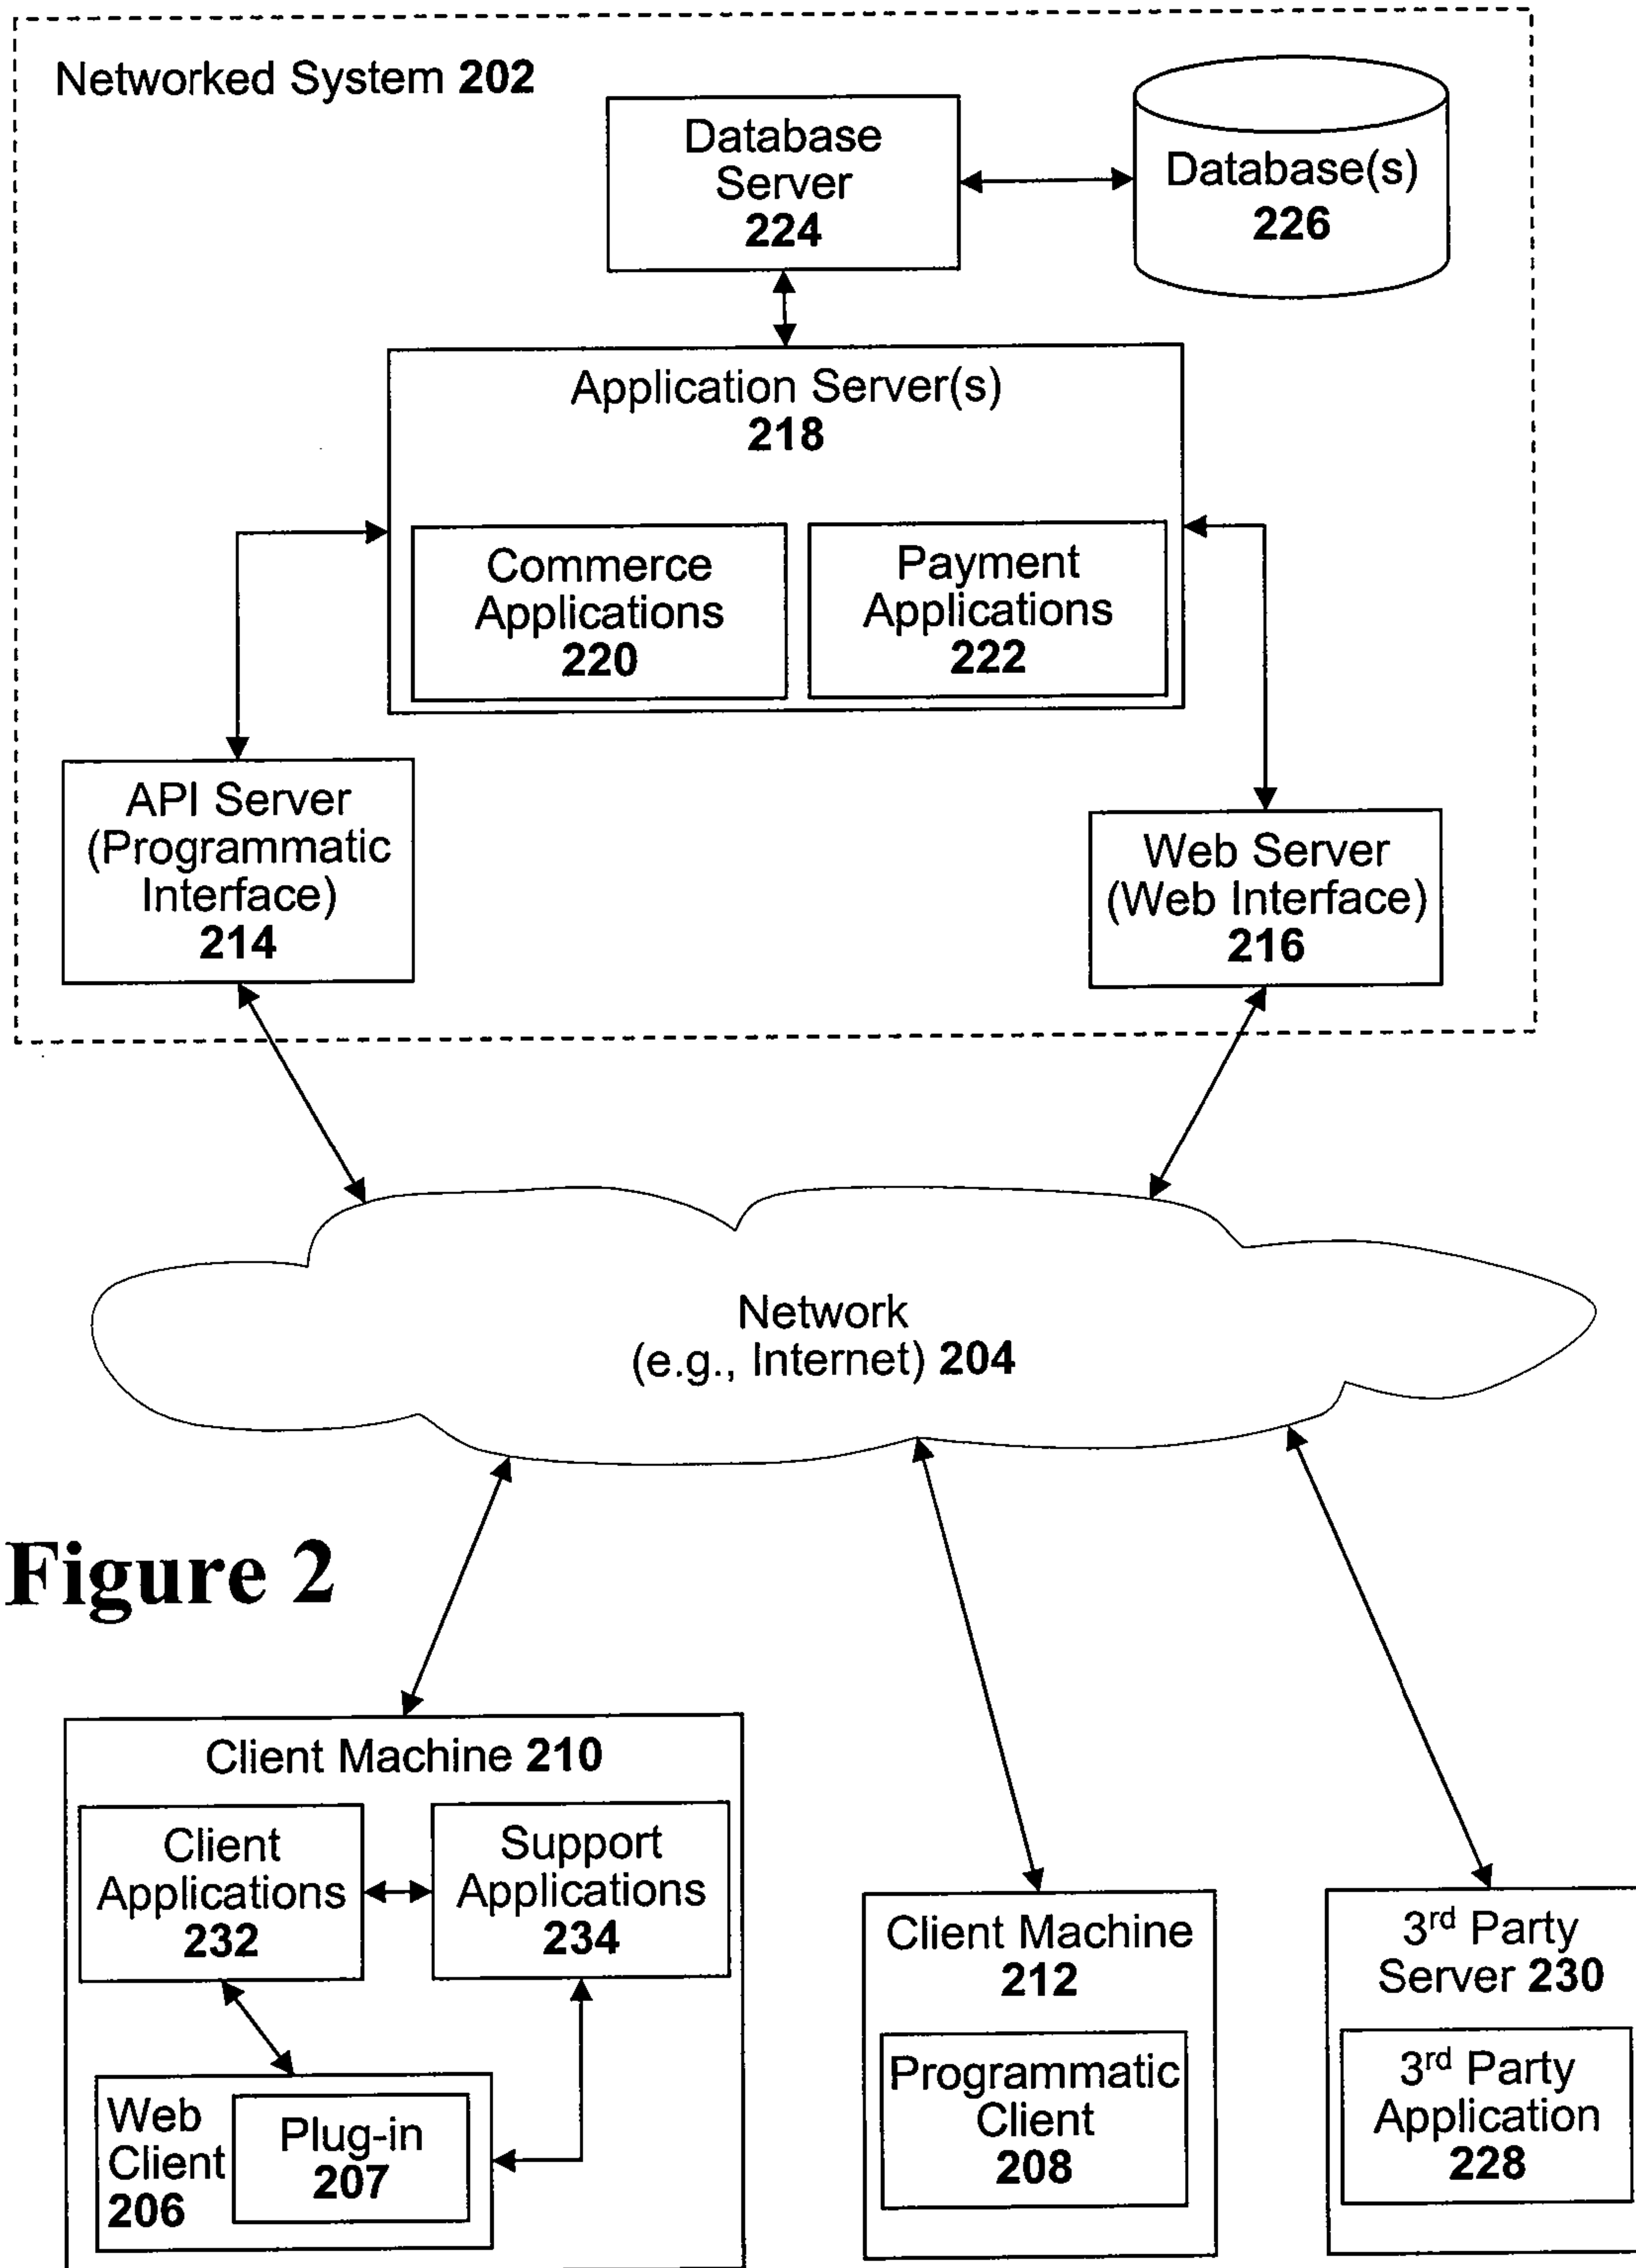 Networked System 202
Database
Server
224
Database(s)
226
Application Server(s)
218
Commerce
Applications
220
Payment
Applications
222
API Server
(Programmatic
Interface)
214
Web Server
(Web Interface)
216
Network
(e.g., Internet) 204
Figure 2
Client Machine 210
Client
Applications
232
Support
Applications
234
Web
Client
206
Plug-in
207
Client Machine
212
Programmatic
Client
208
3rd Party
Server 230
3rd Party
Application
228